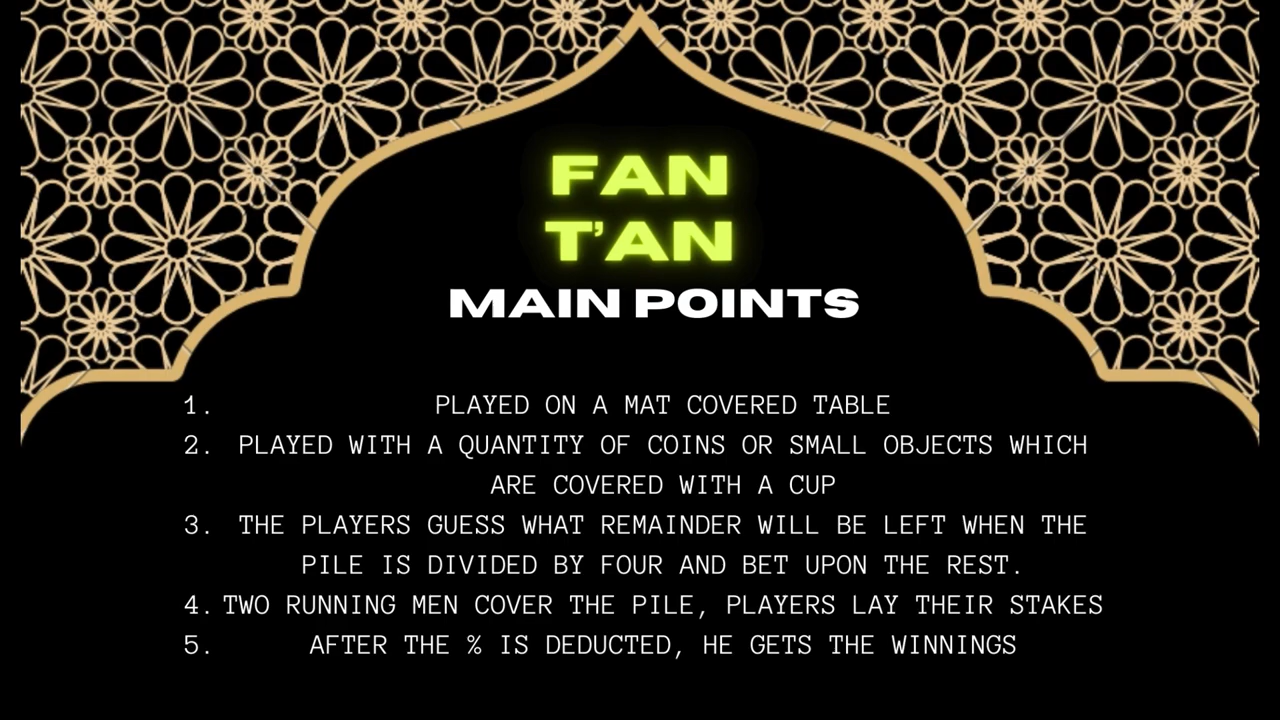 FAN
T'AN
MAIN POINTS
1. PLAYED ON A MAT COVERED TABLE
2. PLAYED WITH A QUANTITY OF COINS OR SMALL OBJECTS WHICH
ARE COVERED WITH A CUP
3. THE PLAYERS GUESS WHAT REMAINDER WILL BE LEFT WHEN THE
PILE IS DIVIDED BY FOUR AND BET UPON THE REST.
4. TWO RUNNING MEN COVER THE PILE, PLAYERS LAY THEIR STAKES
5. AFTER THE % IS DEDUCTED, HE GETS THE WINNINGS